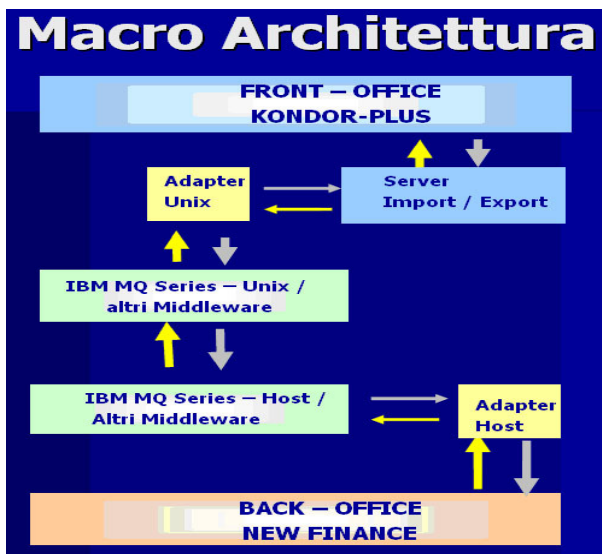 Macro Architettura
FRONT – OFFICE
KONDOR-PLUS
Adapter
Unix
Server
Import / Export
IBM MQ Series – Unix /
altri Middleware
IBM MQ Series – Host /
Altri Middleware
Adapter
Host
BACK – OFFICE
NEW FINANCE